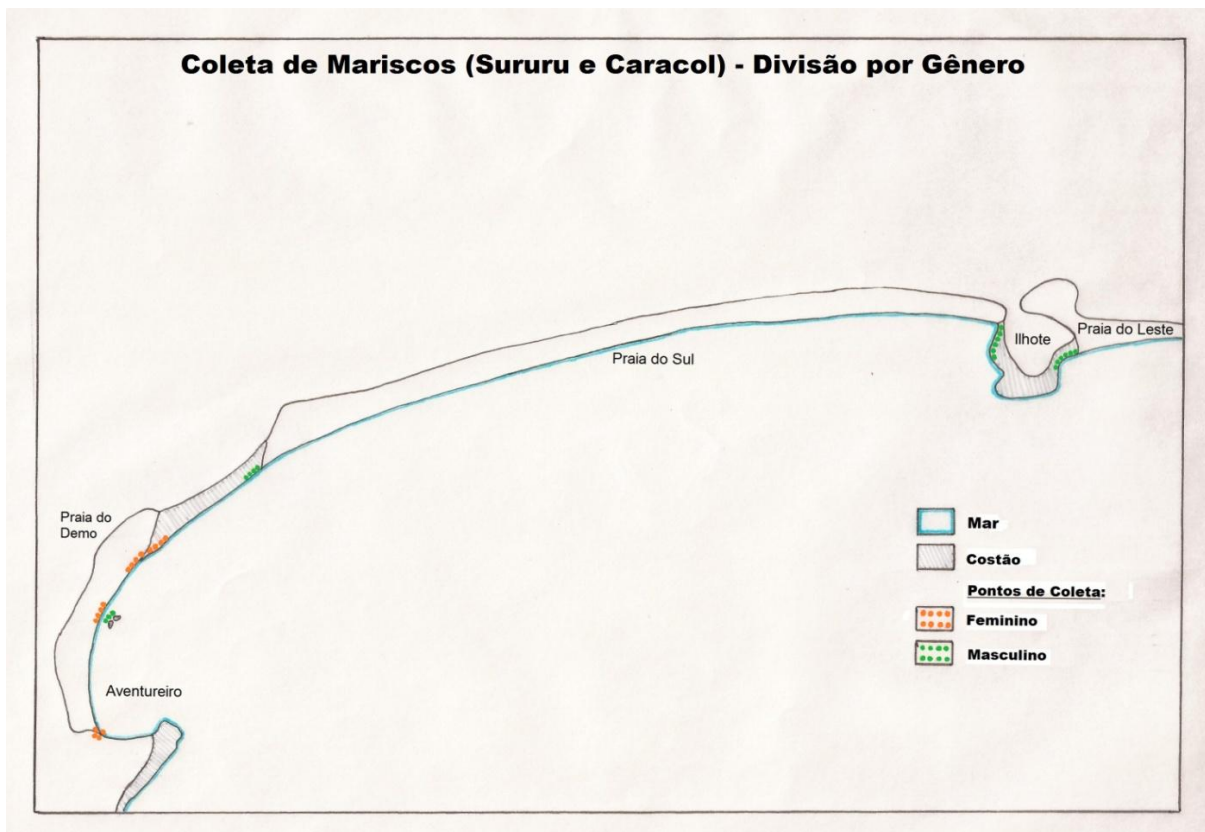 Coleta de Mariscos (Sururu e Caracol) - Divisão por Gênero
Praia do Leste
Ilhote
Praia do Sul
Praia do
Demo
Aventureiro
Mar
Costão
Pontos de Coleta:
Feminino
Masculino